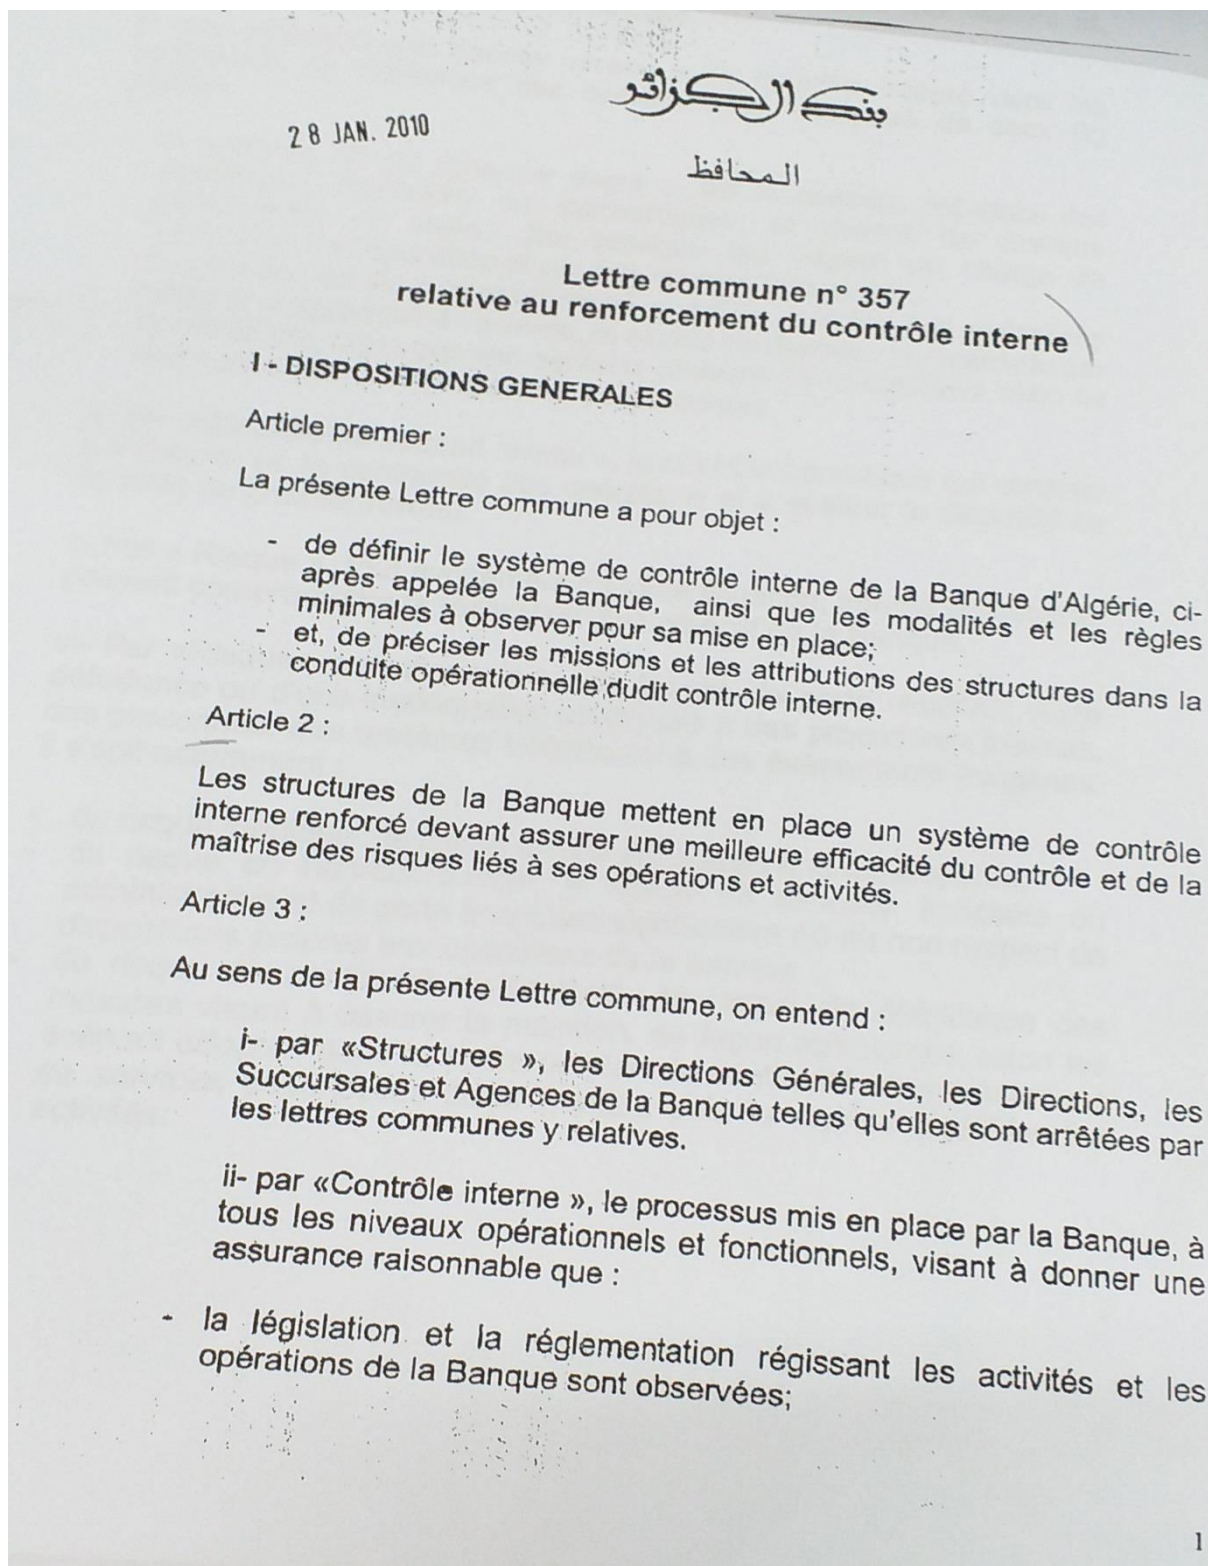 بنك الجزائر
28 JAN. 2010
المحافظ
Lettre commune n° 357
relative au renforcement du contrôle interne
I - DISPOSITIONS GENERALES
Article premier :
La présente Lettre commune a pour objet :
- de définir le système de contrôle interne de la Banque d'Algérie, ci-
après appelée la Banque, ainsi que les modalités et les règles
minimales à observer pour sa mise en place;
- et, de préciser les missions et les attributions des structures dans la
conduite opérationnelle dudit contrôle interne.
Article 2 :
Les structures de la Banque mettent en place un système de contrôle
interne renforcé devant assurer une meilleure efficacité du contrôle et de la
maîtrise des risques liés à ses opérations et activités.
Article 3 :
Au sens de la présente Lettre commune, on entend :
i- par «Structures », les Directions Générales, les Directions, les
Succursales et Agences de la Banque telles qu'elles sont arrêtées par
les lettres communes y relatives.
ii- par «Contrôle interne », le processus mis en place par la Banque, à
tous les niveaux opérationnels et fonctionnels, visant à donner une
assurance raisonnable que :
- la législation et la réglementation régissant les activités et les
opérations de la Banque sont observées;
1